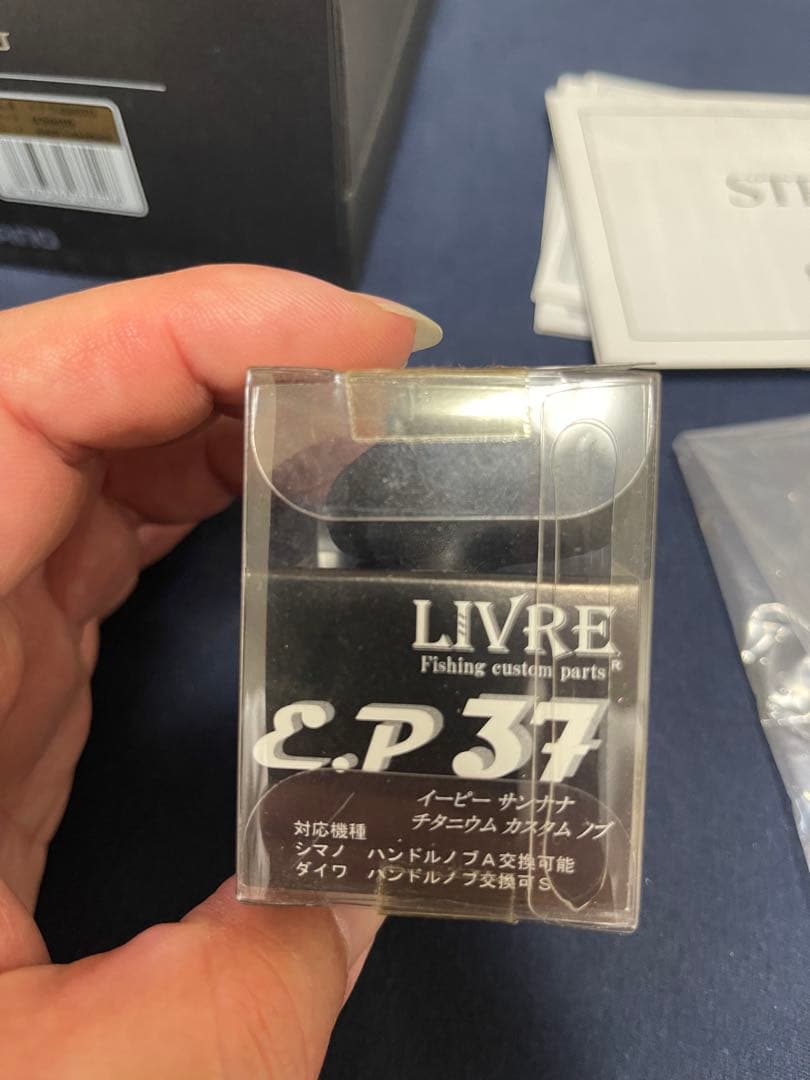 LIVRE
Fishing custom parts
R
E.P 37
イーピー サンナナ
チタニウム カスタム ノブ
対応機種
シマノ ハンドルノブA交換可能
ダイワ ハンドルノブ交換可S